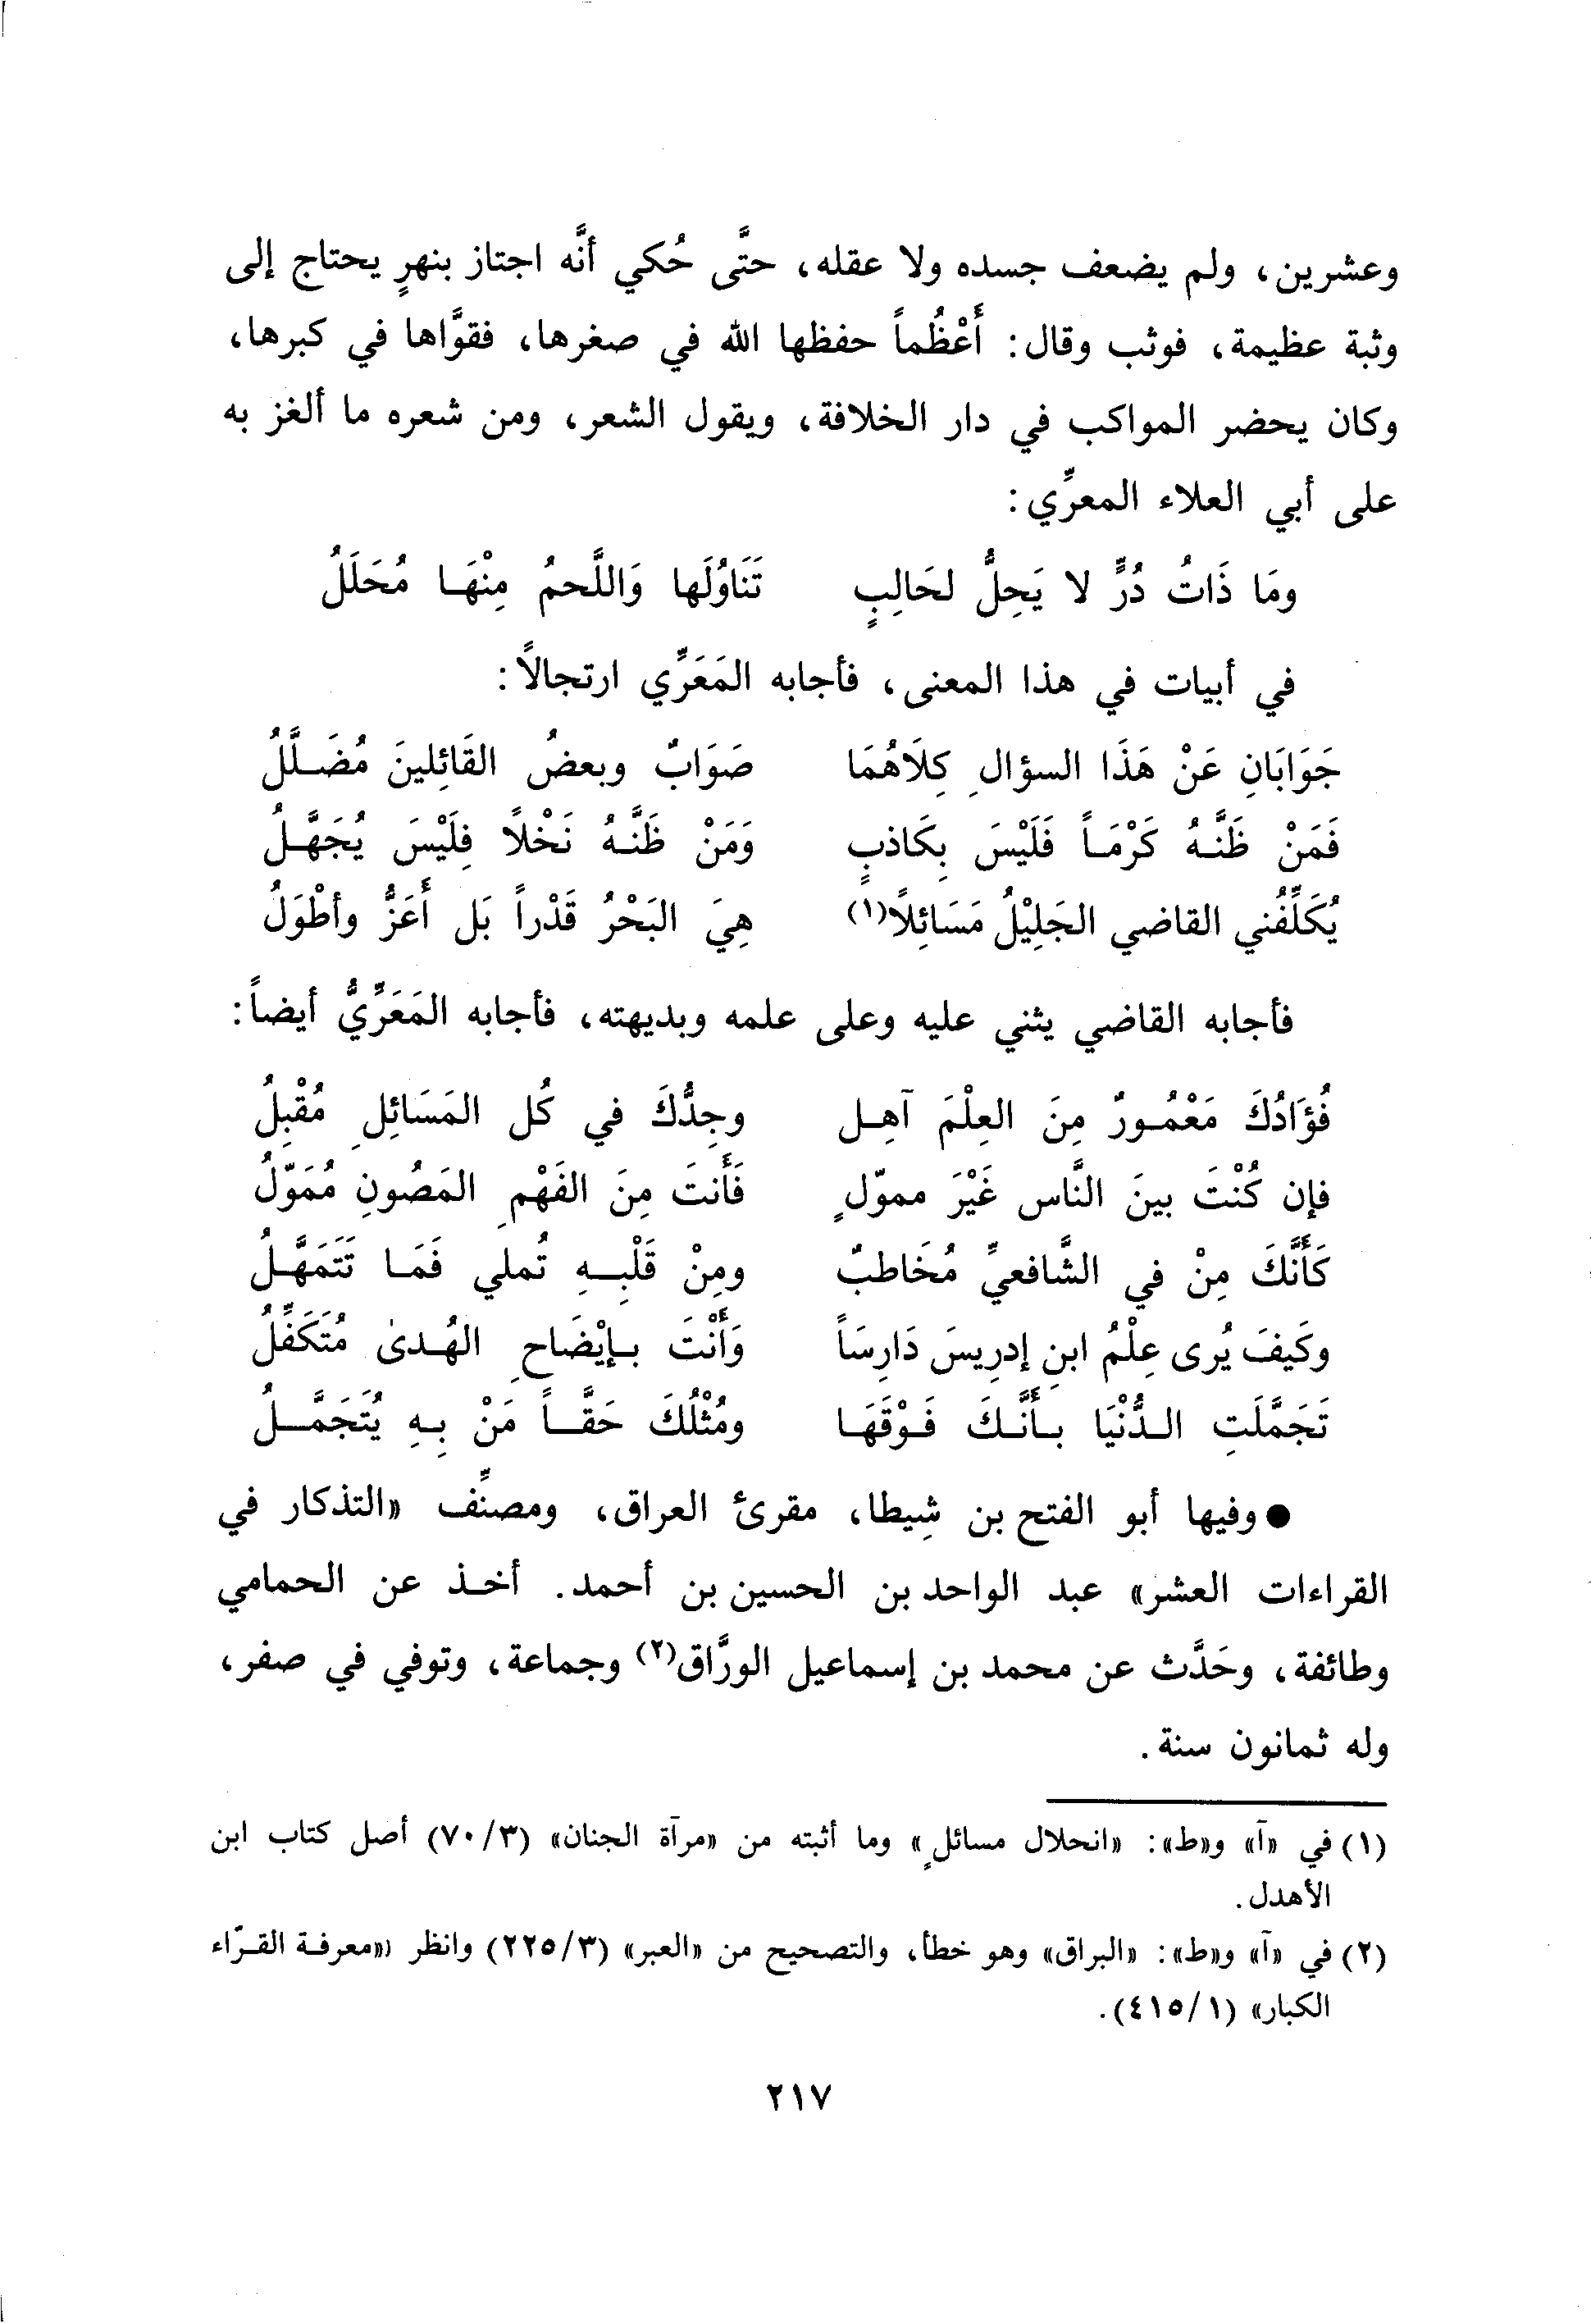 وعشرين، ولم يضعف جسده ولا عقله، حتَّى حُكي أنَّه اجتاز بنهرٍ يحتاج إلى
وثبة عظيمة، فوثب وقال: أَعْظُماً حفظها الله في صغرها، فقوَّاها في كبرها،
وكان يحضر المواكب في دار الخلافة، ويقول الشعر، ومن شعره ما ألغز به
على أبي العلاء المعرِّي:
ومَا ذَاتُ دُرٍّ لا يَحِلُّ لحَالِبٍ تَنَاوُلَها وَاللَّحمُ مِنْهَا مُحَلَلُ
في أبيات في هذا المعنى، فأجابه المَعَرِّي ارتجالاً:
جَوَابَانِ عَنْ هَذَا السؤالِ كِلَاهُمَا صَوَابٌ وبعضُ القَائِلينَ مُضَلَّلُ
فَمَنْ ظَنَّهُ كَرْمَاً فَلَيْسَ بِكَاذبٍ وَمَنْ ظَنَّهُ نَخْلاً فِلَيْسَ يُجَهَّلُ
يُكَلِّفُني القاضي الجَلِيْلُ مَسَائِلاً(١) هِيَ البَحْرُ قَدْراً بَل أَعَزُّ وأطْوَلُ
فأجابه القاضي يثني عليه وعلى علمه وبديهته، فأجابه المَعَرِّيُّ أيضاً:
فُؤَادُكَ مَعْمُورٌ مِنَ العِلْمَ آهِل وجِدُّكَ في كُل المَسَائِلِ مُقْبِلُ
فإن كُنْتَ بينَ النَّاس غَيْرَ مموّلٍ فَأَنتَ مِنَ الفَهْمِ المَصُونِ مُمَوّلُ
كَأَنَّكَ مِنْ في الشَّافعيِّ مُخَاطبٌ ومِنْ قَلْبِهِ تُملي فَمَا تَتَمَهَّلُ
وكَيفَ يُرى عِلْمُ ابنِ إدرِيسَ دَارِسَاً وَأَنْتَ بإيْضَاحِ الهُدىٰ مُتَكَفِّلُ
تَجَمَّلَتِ الدُّنْيَا بأَنَّكَ فَوْقَهَا ومُثْلُكَ حَقَّاً مَنْ بِهِ يُتَجَمَّلُ
● وفيها أبو الفتح بن شِيطا، مقرئ العراق، ومصنِّف «التذكار في
القراءات العشر» عبد الواحد بن الحسين بن أحمد. أخذ عن الحمامي
وطائفة، وحَدَّث عن محمد بن إسماعيل الورَّاق(٢) وجماعة، وتوفي في صفر،
وله ثمانون سنة.
(١) في «آ» و«ط»: «انحلال مسائلٍ» وما أثبته من «مرآة الجنان» (٣/ ٧٠) أصل كتاب ابن
الأهدل.
(٢) في «آ» و«ط»: «البراق» وهو خطأ، والتصحيح من «العبر» (٣/ ٢٢٥) وانظر «معرفة القرّاء
الكبار» (١/ ٤١٥).
٢١٧